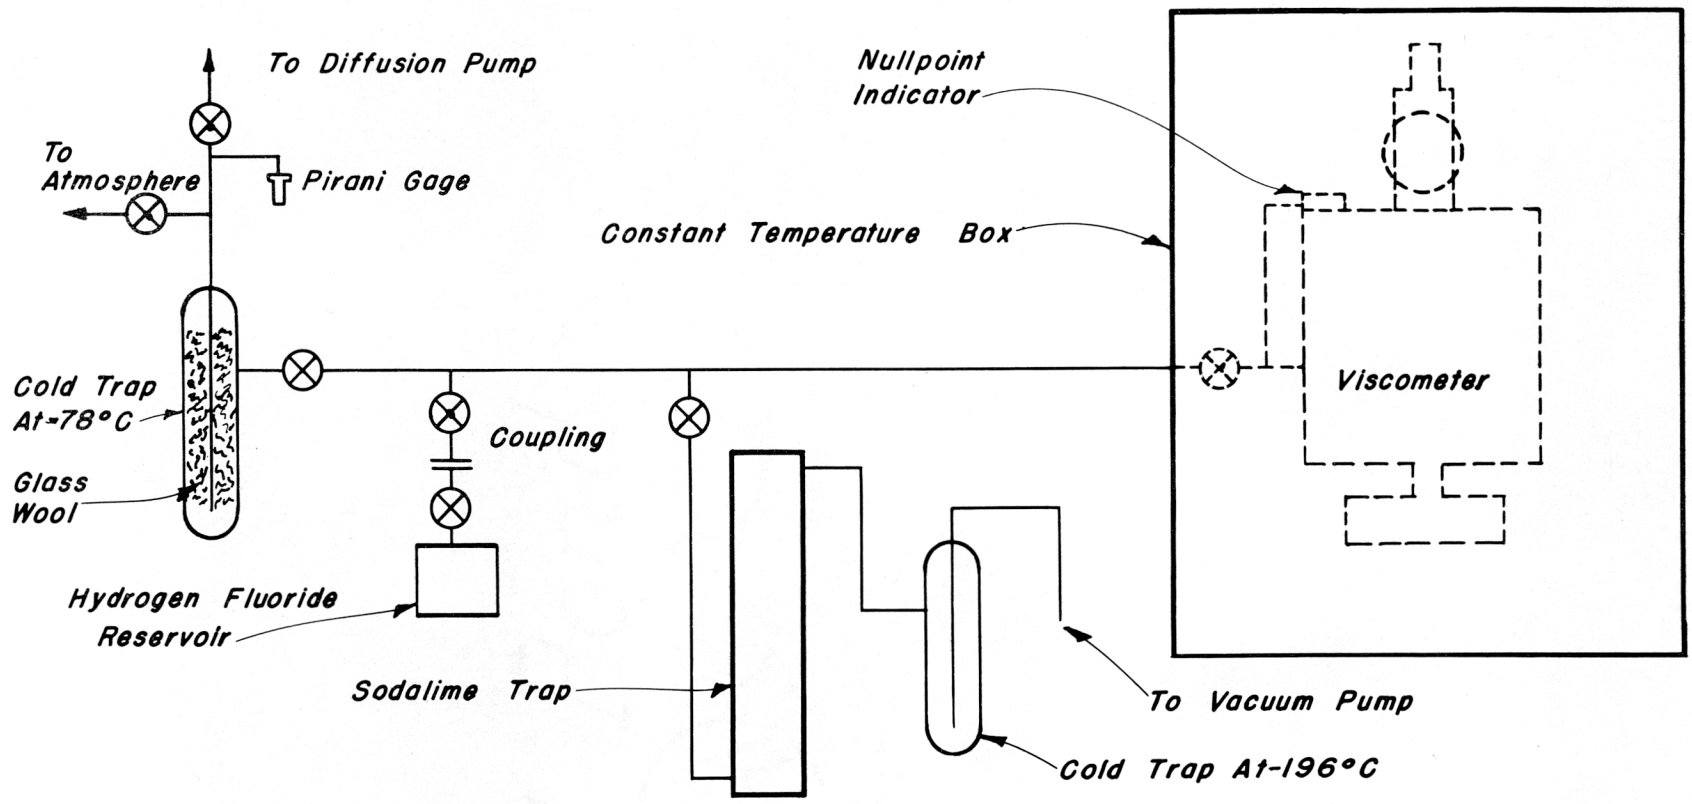 To Diffusion Pump
To
Atmosphere
Pirani Gage
Nullpoint
Indicator
Constant Temperature Box
Cold Trap
At-78°C
Glass
Wool
Coupling
Viscometer
Hydrogen Fluoride
Reservoir
Sodalime Trap
To Vacuum Pump
Cold Trap At-196°C